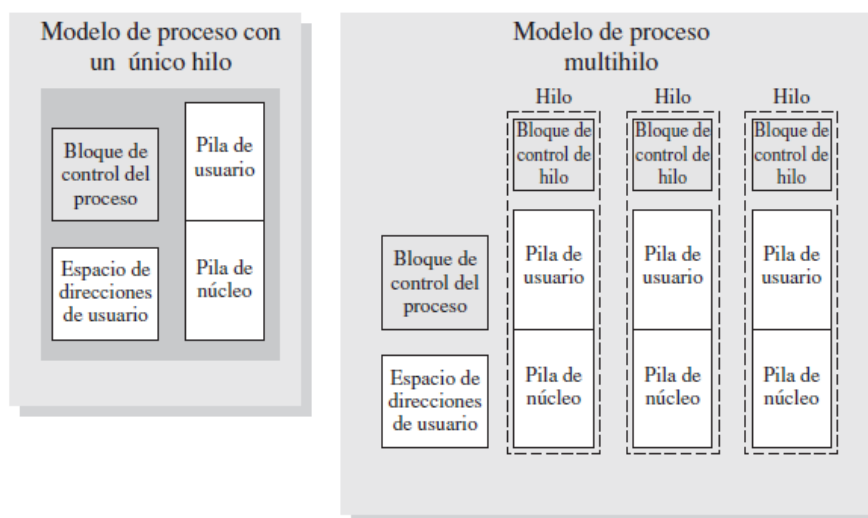 Modelo de proceso con
un único hilo
Bloque de
control del
proceso
Pila de
usuario
Espacio de
direcciones
de usuario
Pila de
núcleo
Modelo de proceso
multihilo
Hilo
Hilo
Hilo
Bloque de
control de
hilo
Bloque de
control de
hilo
Bloque de
control de
hilo
Bloque de
control del
proceso
Pila de
usuario
Pila de
usuario
Pila de
usuario
Espacio de
direcciones
de usuario
Pila de
núcleo
Pila de
núcleo
Pila de
núcleo